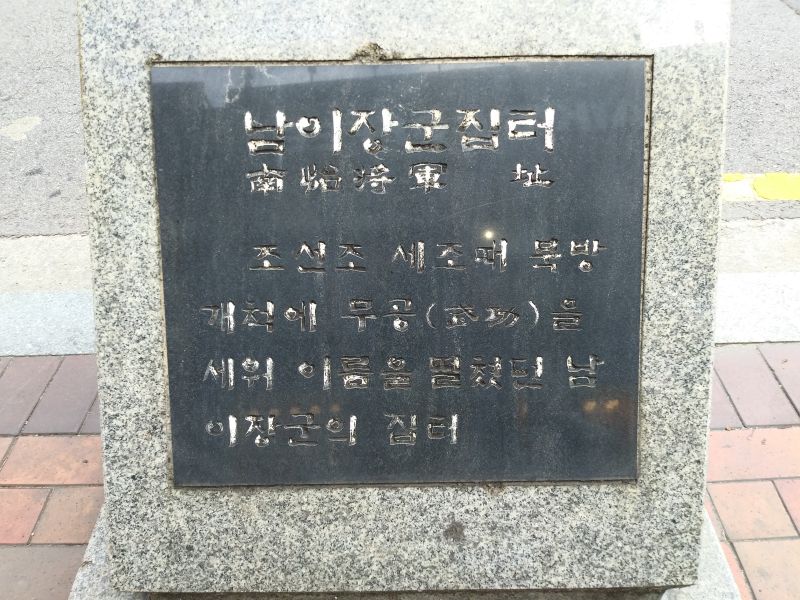 남이장군집터
南怡將軍 址
조선조 세조때 북방
개척에 무공(武功)을
세워 이름을 떨쳤던 남
이장군의 집터